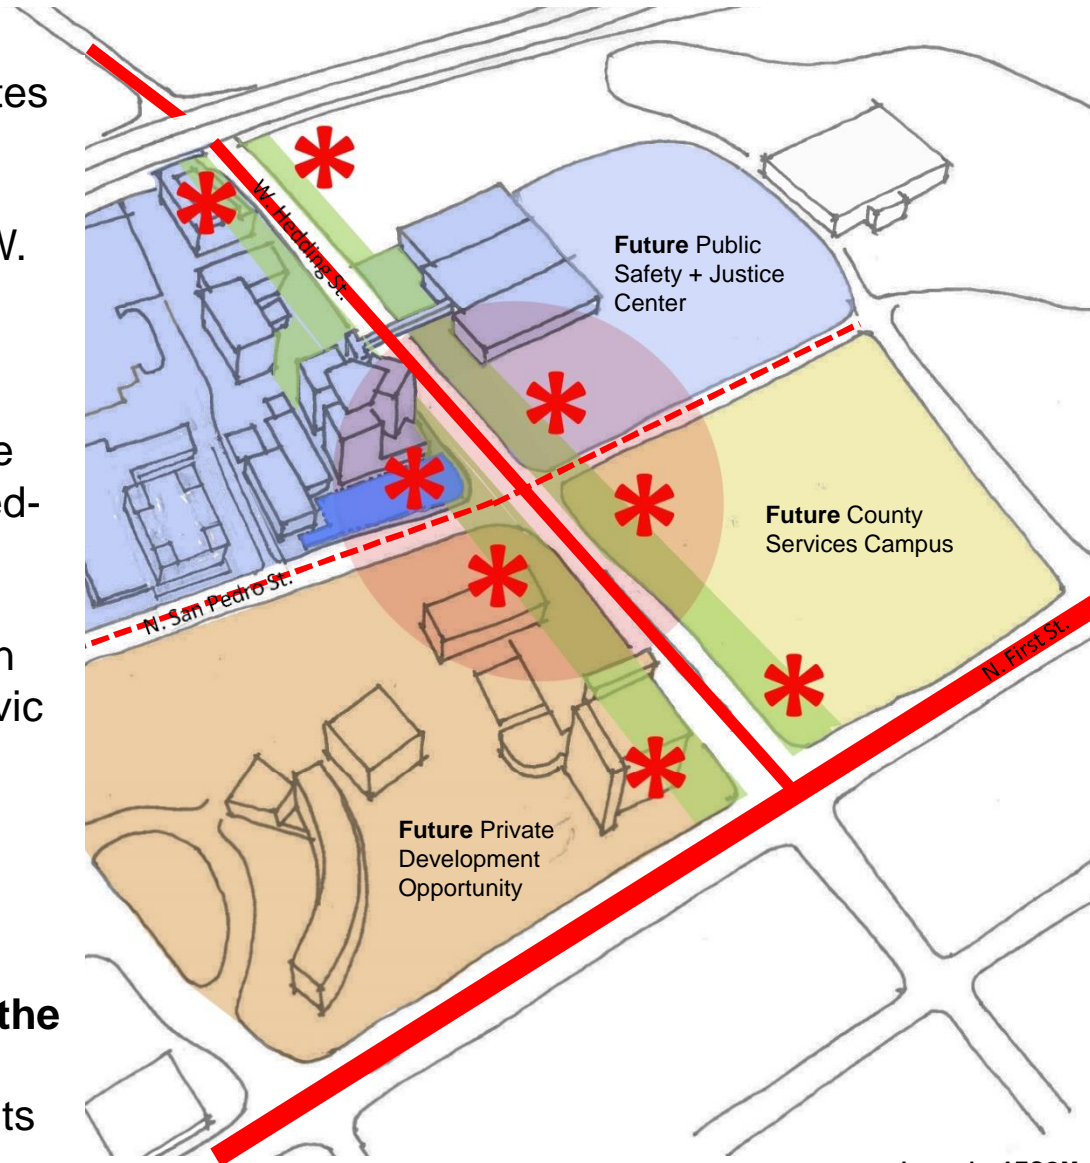 tes
W.
e
ed-
n
vic
the
ts
W. Hedding St.
Future Public
Safety + Justice
Center
Future County
Services Campus
N. San Pedro St.
N. First St.
Future Private
Development
Opportunity